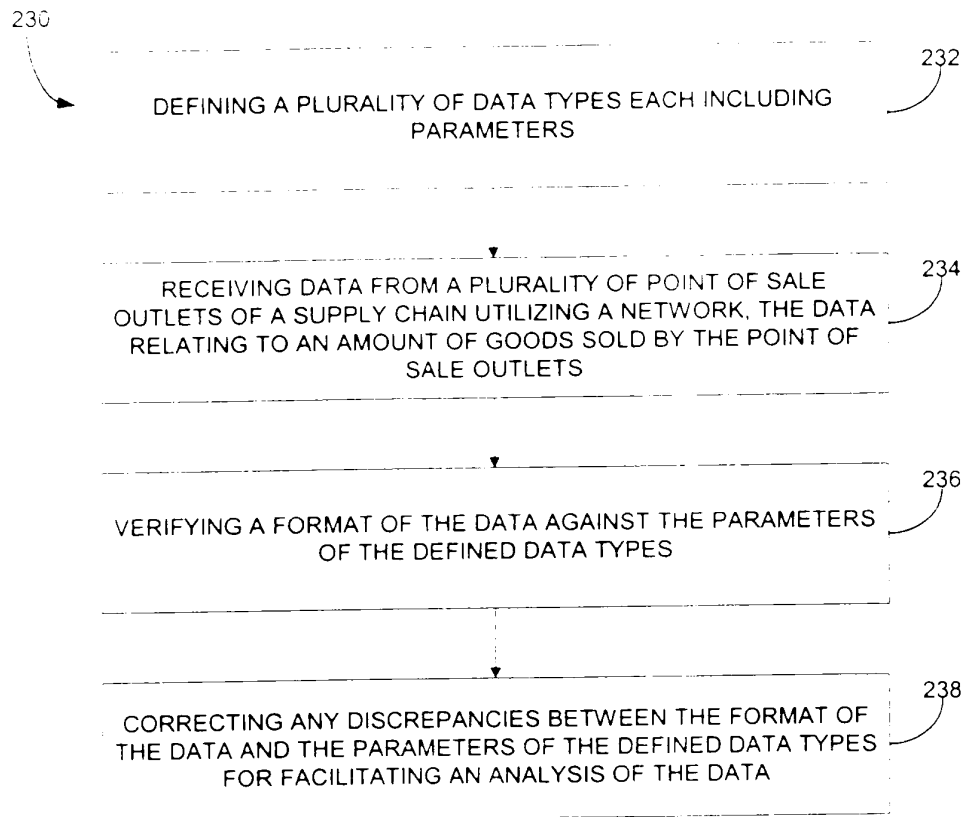 230
232
DEFINING A PLURALITY OF DATA TYPES EACH INCLUDING
PARAMETERS
234
RECEIVING DATA FROM A PLURALITY OF POINT OF SALE
OUTLETS OF A SUPPLY CHAIN UTILIZING A NETWORK, THE DATA
RELATING TO AN AMOUNT OF GOODS SOLD BY THE POINT OF
SALE OUTLETS
236
VERIFYING A FORMAT OF THE DATA AGAINST THE PARAMETERS
OF THE DEFINED DATA TYPES
238
CORRECTING ANY DISCREPANCIES BETWEEN THE FORMAT OF
THE DATA AND THE PARAMETERS OF THE DEFINED DATA TYPES
FOR FACILITATING AN ANALYSIS OF THE DATA